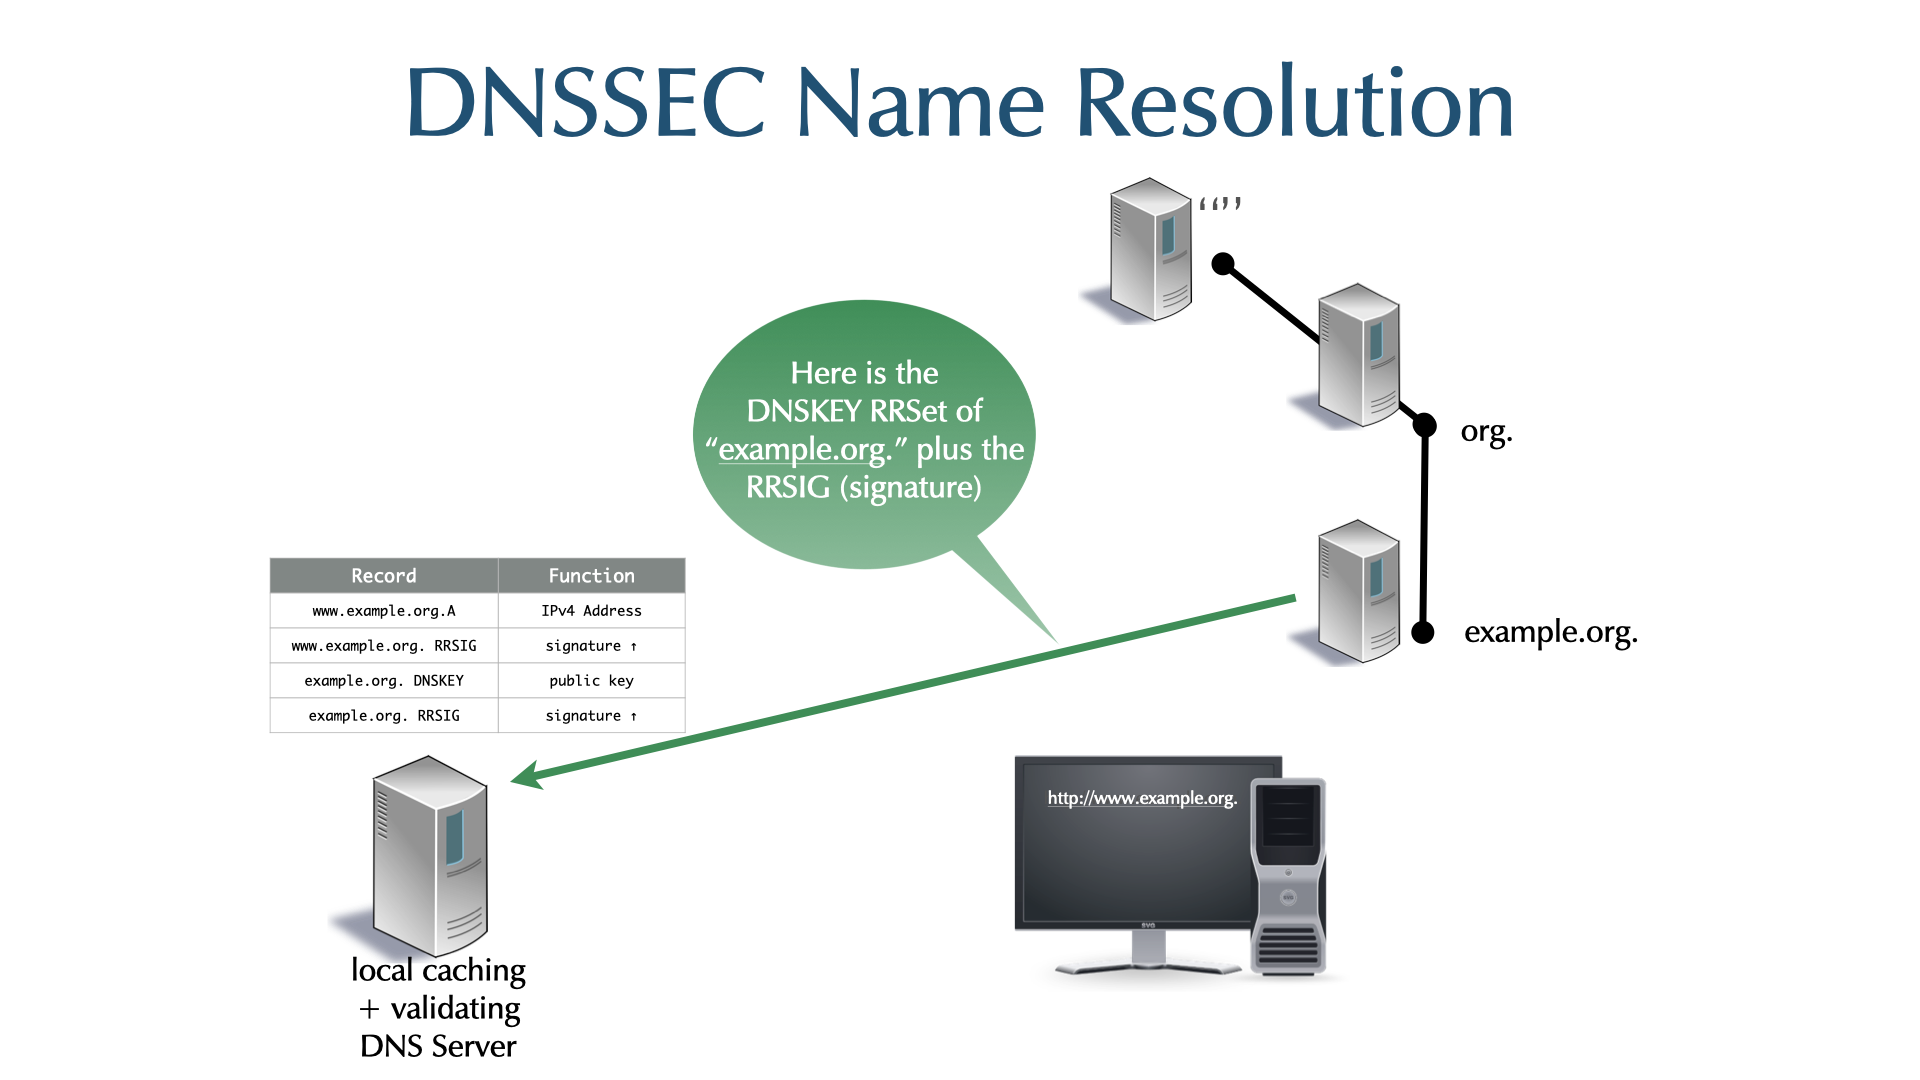 DNSSEC Name Resolution
“”
Here is the
DNSKEY RRSet of
“example.org.” plus the
RRSIG (signature)
org.
example.org.
Record Function
www.example.org.A IPv4 Address
www.example.org. RRSIG signature ↑
example.org. DNSKEY public key
example.org. RRSIG signature ↑
http://www.example.org.
SVG
SVG
local caching
+ validating
DNS Server